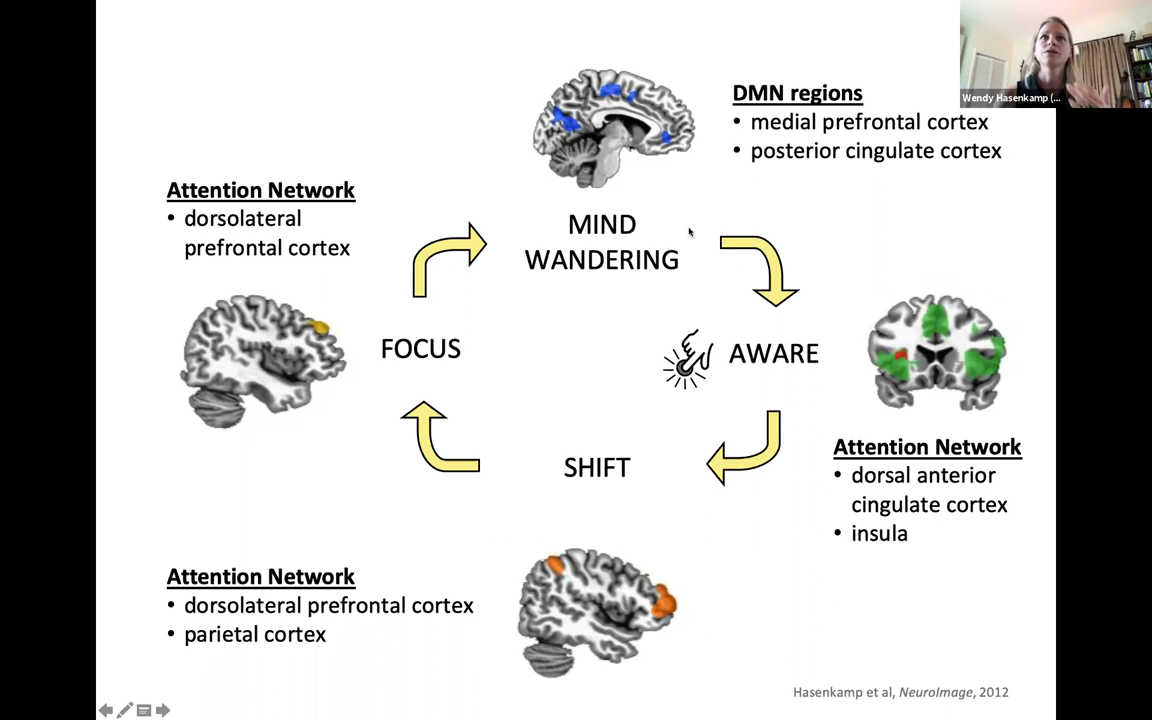 Wendy Hasenkamp (...
DMN regions
• medial prefrontal cortex
• posterior cingulate cortex
Attention Network
• dorsolateral
prefrontal cortex
MIND
WANDERING
FOCUS
AWARE
SHIFT
Attention Network
• dorsal anterior
cingulate cortex
• insula
Attention Network
• dorsolateral prefrontal cortex
• parietal cortex
Hasenkamp et al, NeuroImage, 2012